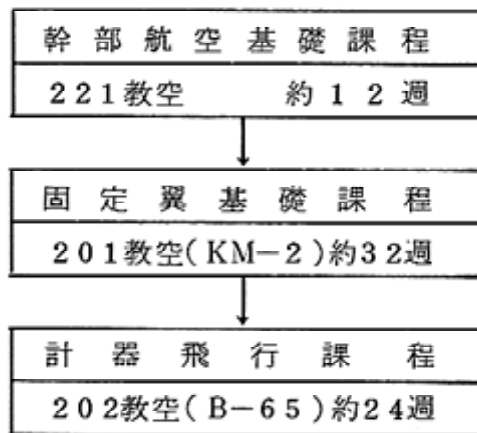 幹部航空基礎課程
221教空 約12週
固定翼基礎課程
201教空(KM-2)約32週
計器飛行課程
202教空(B-65)約24週